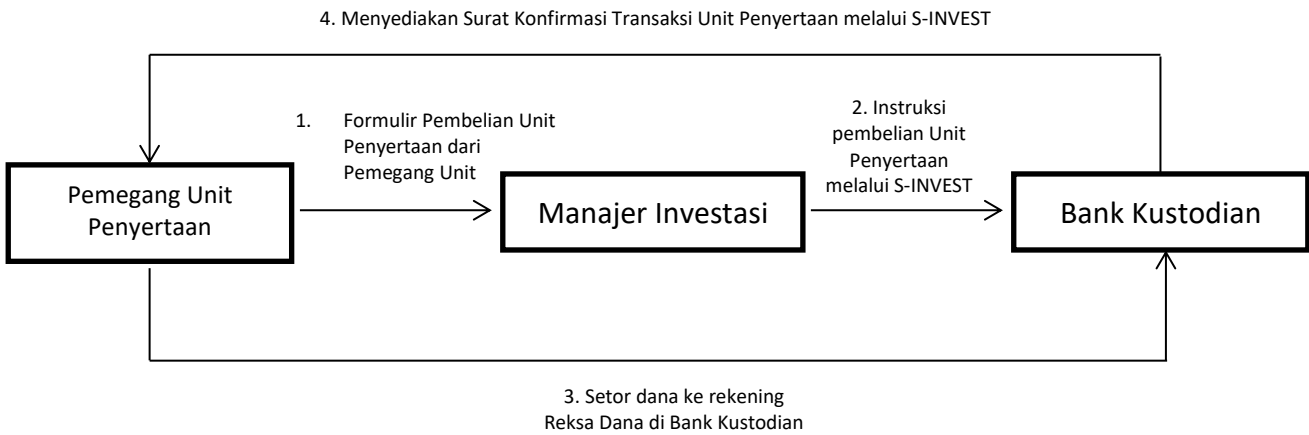 4. Menyediakan Surat Konfirmasi Transaksi Unit Penyertaan melalui S-INVEST
1. Formulir Pembelian Unit
Penyertaan dari
Pemegang Unit
2. Instruksi
pembelian Unit
Penyertaan
melalui S-INVEST
Pemegang Unit
Penyertaan
Manajer Investasi
Bank Kustodian
3. Setor dana ke rekening
Reksa Dana di Bank Kustodian